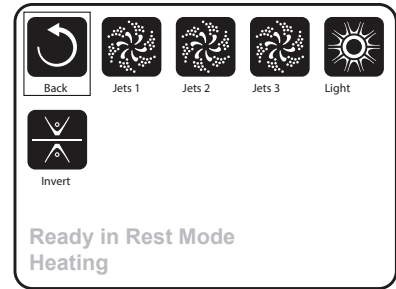 Back Jets 1 Jets 2 Jets 3 Light
Invert
Ready in Rest Mode
Heating